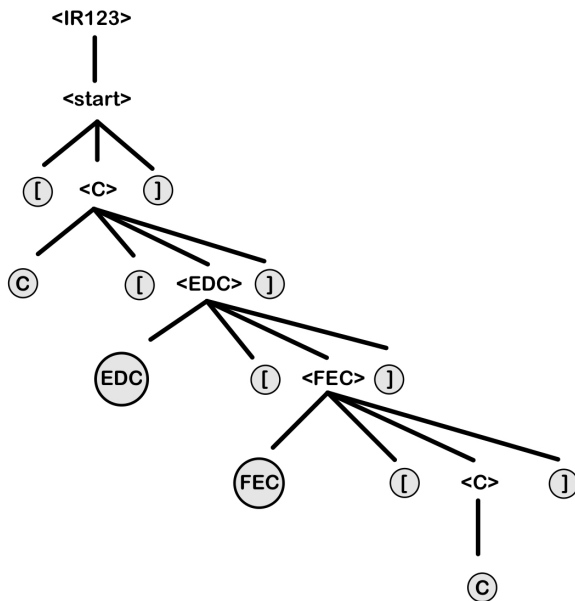 <IR123>
<start>
[ <C> ]
C [ <EDC> ]
EDC [ <FEC> ]
FEC [ <C> ]
C